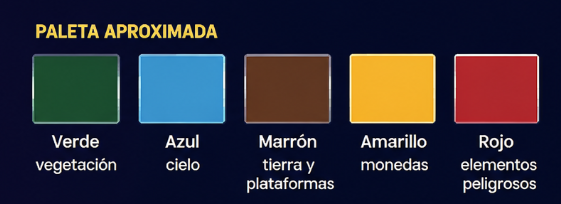 PALETA APROXIMADA
Verde
vegetación
Azul
cielo
Marrón
tierra y
plataformas
Amarillo
monedas
Rojo
elementos
peligrosos